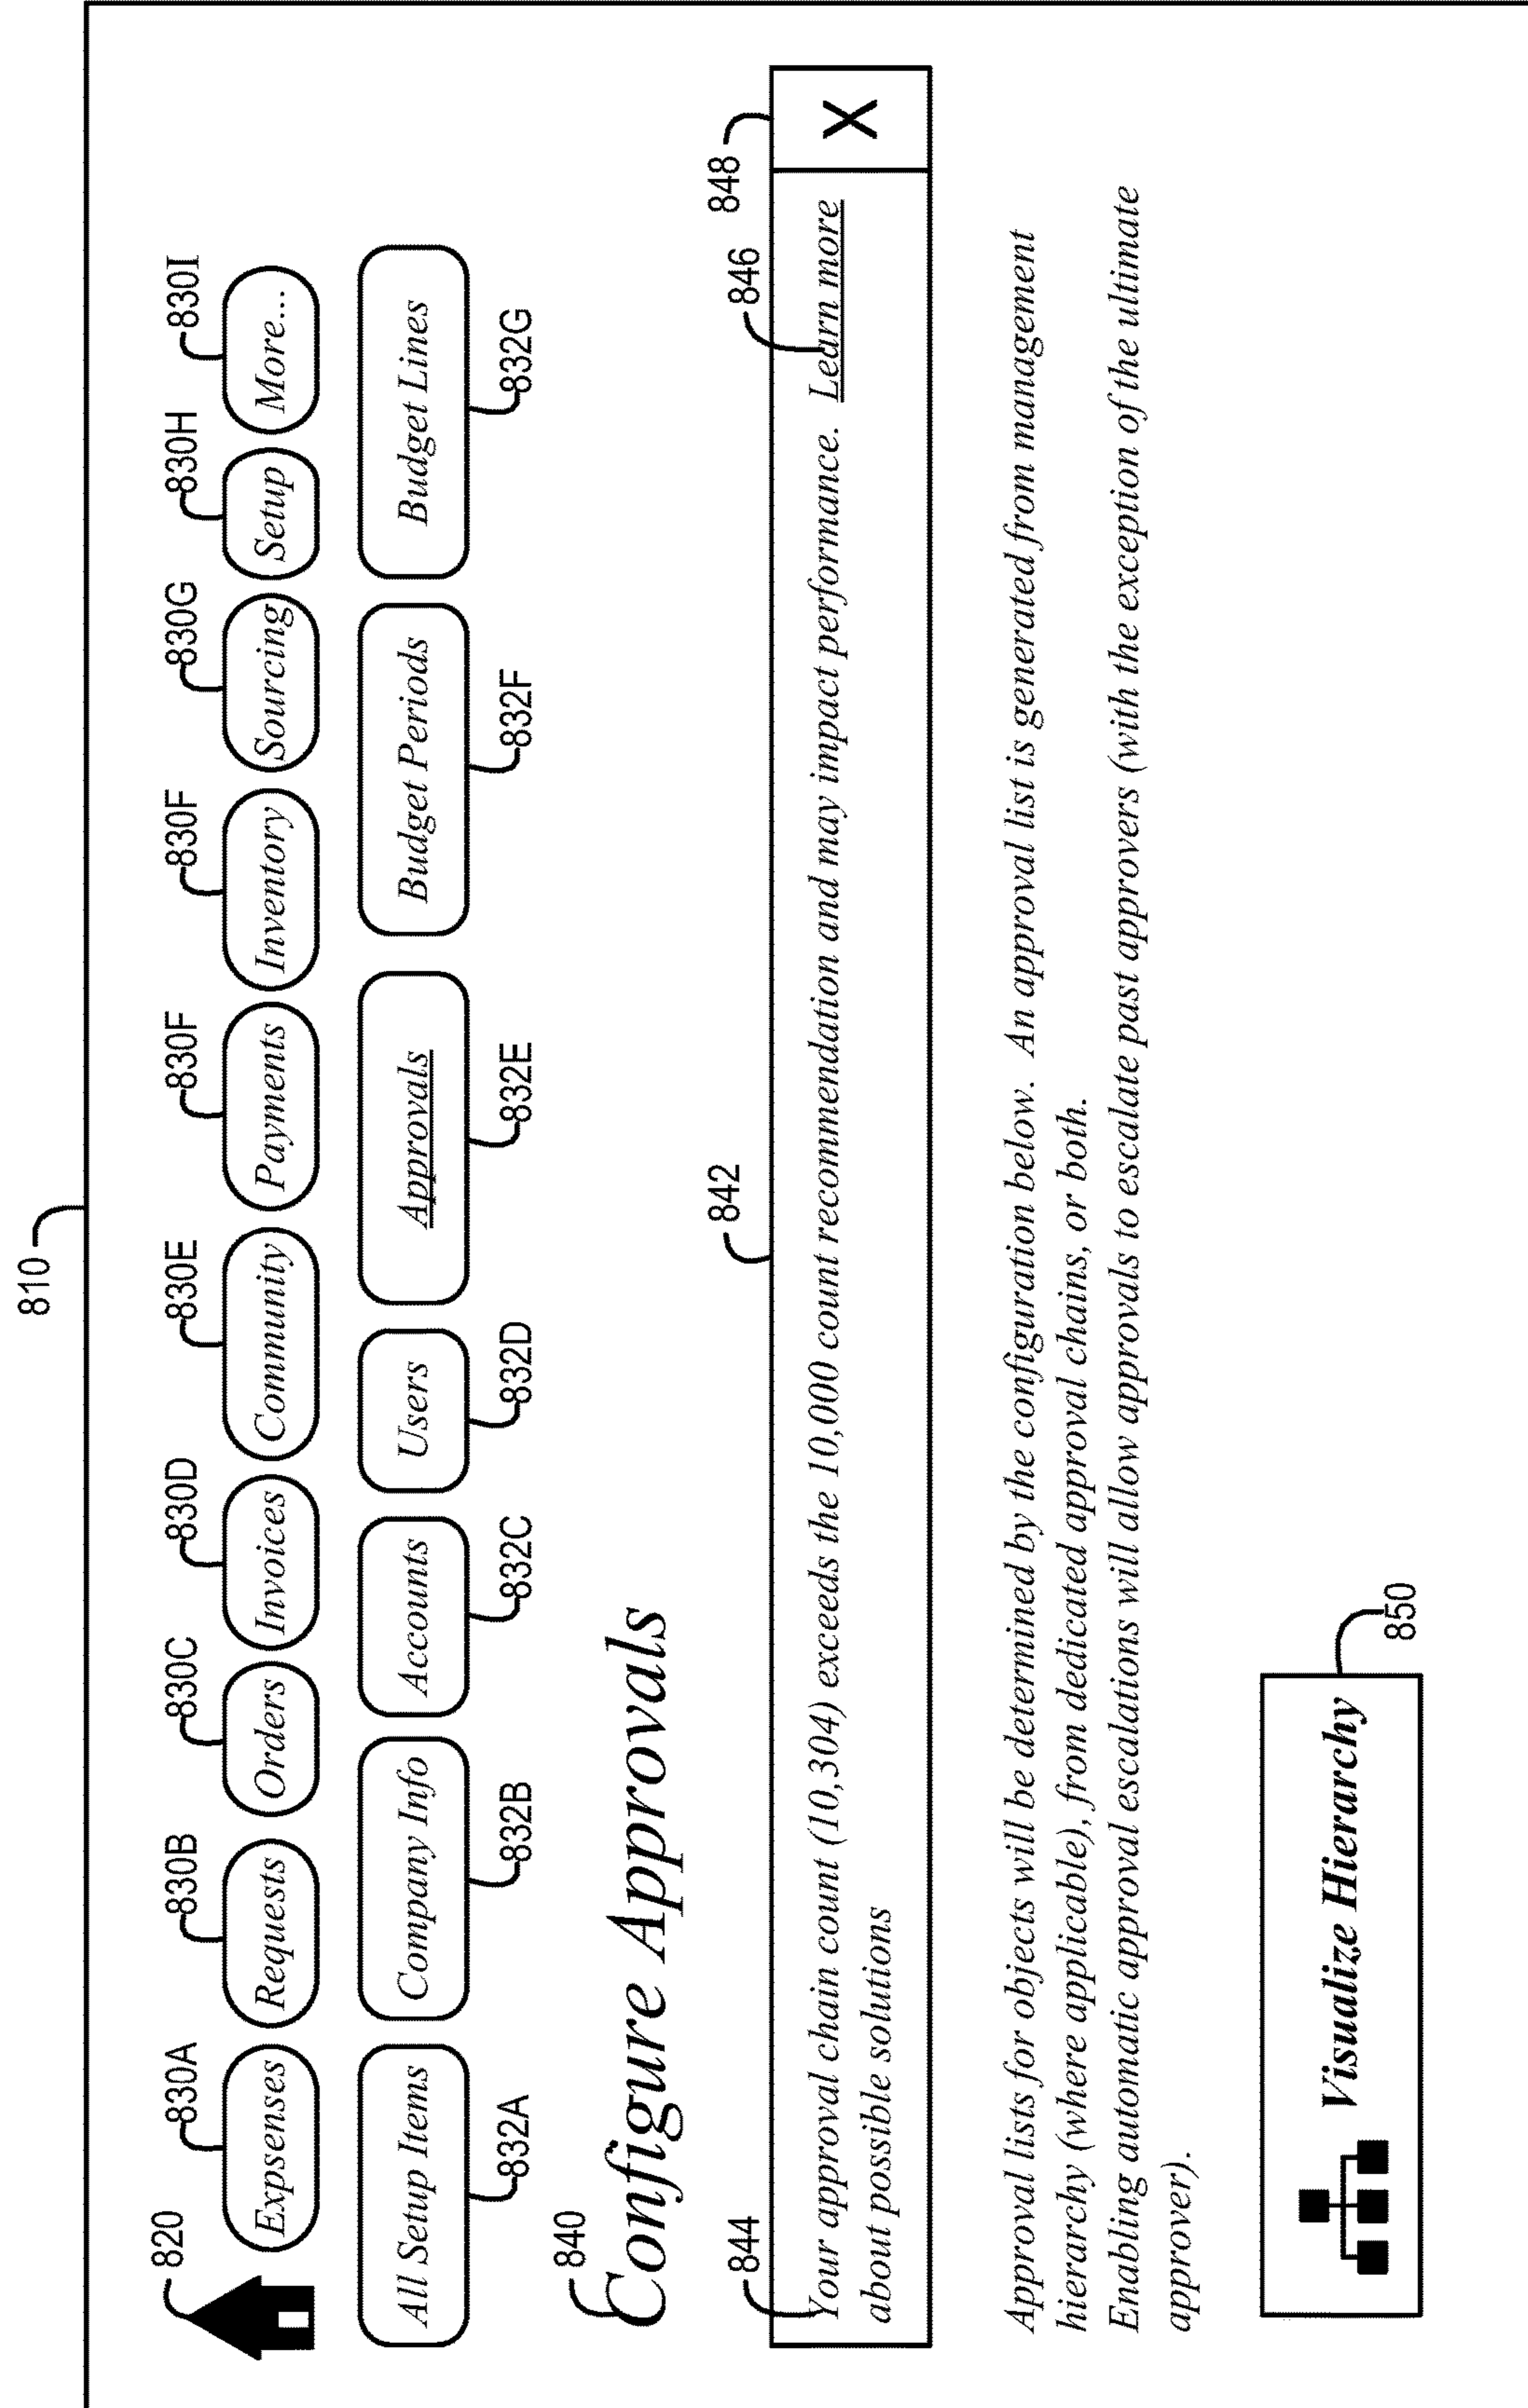 810
820
830A 830B 830C 830D 830E 830F 830F 830G 830H 830I
Expsenses Requests Orders Invoices Community Payments Inventory Sourcing Setup More...
All Setup Items Company Info Accounts Users Approvals Budget Periods Budget Lines
832A 832B 832C 832D 832E 832F 832G
840
Configure Approvals
844 842 846 848
Your approval chain count (10,304) exceeds the 10,000 count recommendation and may impact performance. Learn more
about possible solutions
X
Approval lists for objects will be determined by the configuration below. An approval list is generated from management
hierarchy (where applicable), from dedicated approval chains, or both.
Enabling automatic approval escalations will allow approvals to escalate past approvers (with the exception of the ultimate
approver).
Visualize Hierarchy
850